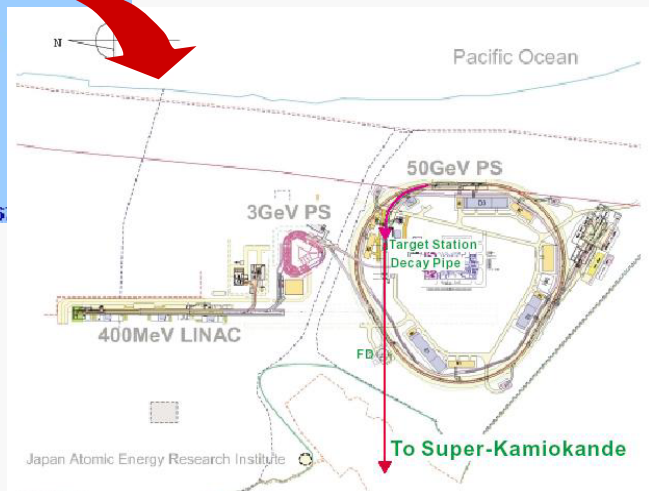 N
Pacific Ocean
50GeV PS
3GeV PS
Target Station
Decay Pipe
400MeV LINAC
FD
To Super-Kamiokande
Japan Atomic Energy Research Institute